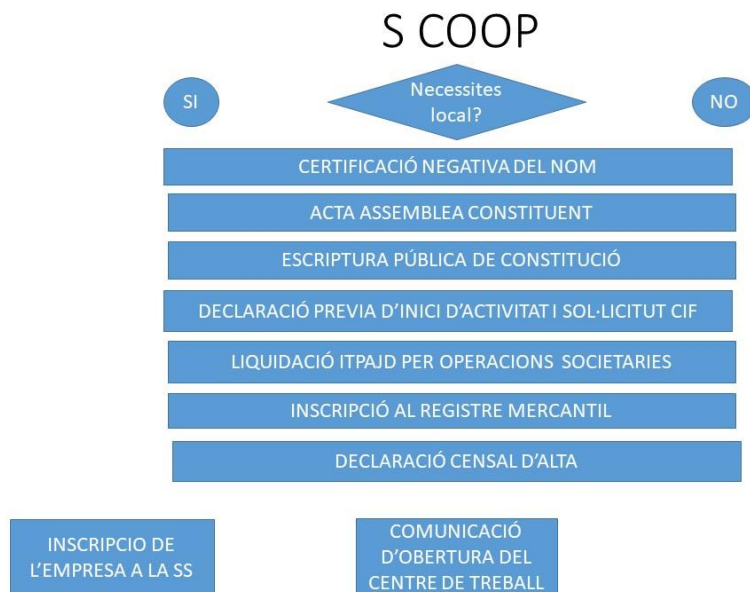 S COOP
SI
Necessites
local?
NO
CERTIFICACIÓ NEGATIVA DEL NOM
ACTA ASSEMBLEA CONSTITUENT
ESCRIPTURA PÚBLICA DE CONSTITUCIÓ
DECLARACIÓ PREVIA D'INICI D'ACTIVITAT I SOL·LICITUT CIF
LIQUIDACIÓ ITPAJD PER OPERACIONS SOCIETARIES
INSCRIPCIÓ AL REGISTRE MERCANTIL
DECLARACIÓ CENSAL D'ALTA
INSCRIPCIO DE
L'EMPRESA A LA SS
COMUNICACIÓ
D'OBERTURA DEL
CENTRE DE TREBALL